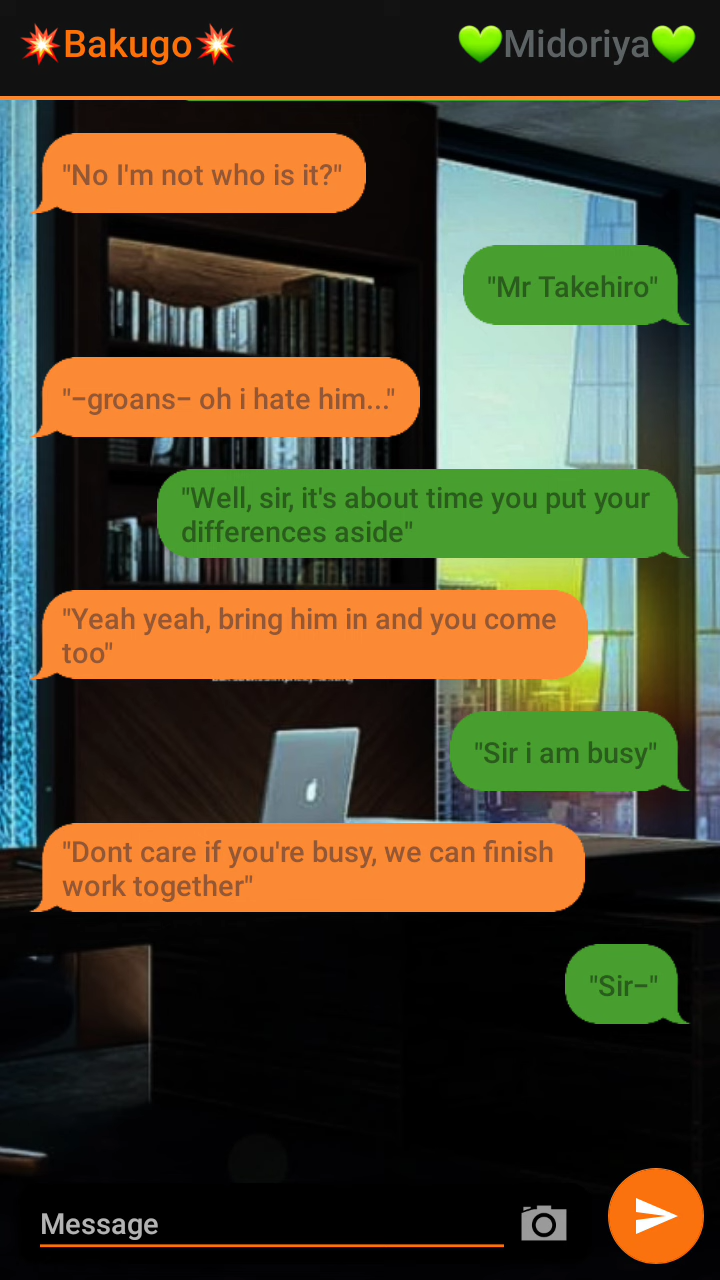 💥Bakugo💥
💚Midoriya💚
"No I'm not who is it?"
"Mr Takehiro"
"−groans− oh i hate him..."
"Well, sir, it's about time you put your
differences aside"
"Yeah yeah, bring him in and you come
too"
"Sir i am busy"
"Dont care if you're busy, we can finish
work together"
"Sir−"
Message